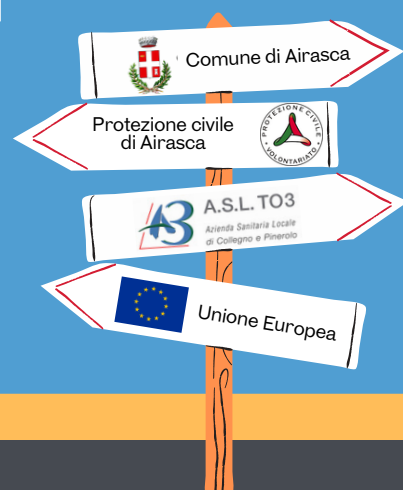 Comune di Airasca
Protezione civile
di Airasca
PROTEZIONE CIVILE
VOLONTARIATO
A.S.L. TO3
Azienda Sanitaria Locale
di Collegno e Pinerolo
Unione Europea